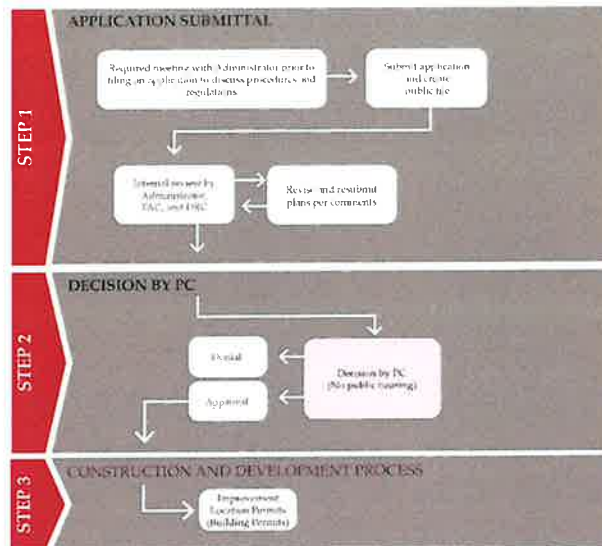 STEP 1
APPLICATION SUBMITTAL
Required meeting with Administrator prior to
filing an application to discuss procedures and
regulations
Submit application
and create
public file
Internal review by
Administrator,
TAC, and DRC
Revise and resubmit
plans per comments
STEP 2
DECISION BY PC
Denial
Approval
Decision by PC
(No public hearing)
STEP 3
CONSTRUCTION AND DEVELOPMENT PROCESS
Improvement
Location Permits
(Building Permits)